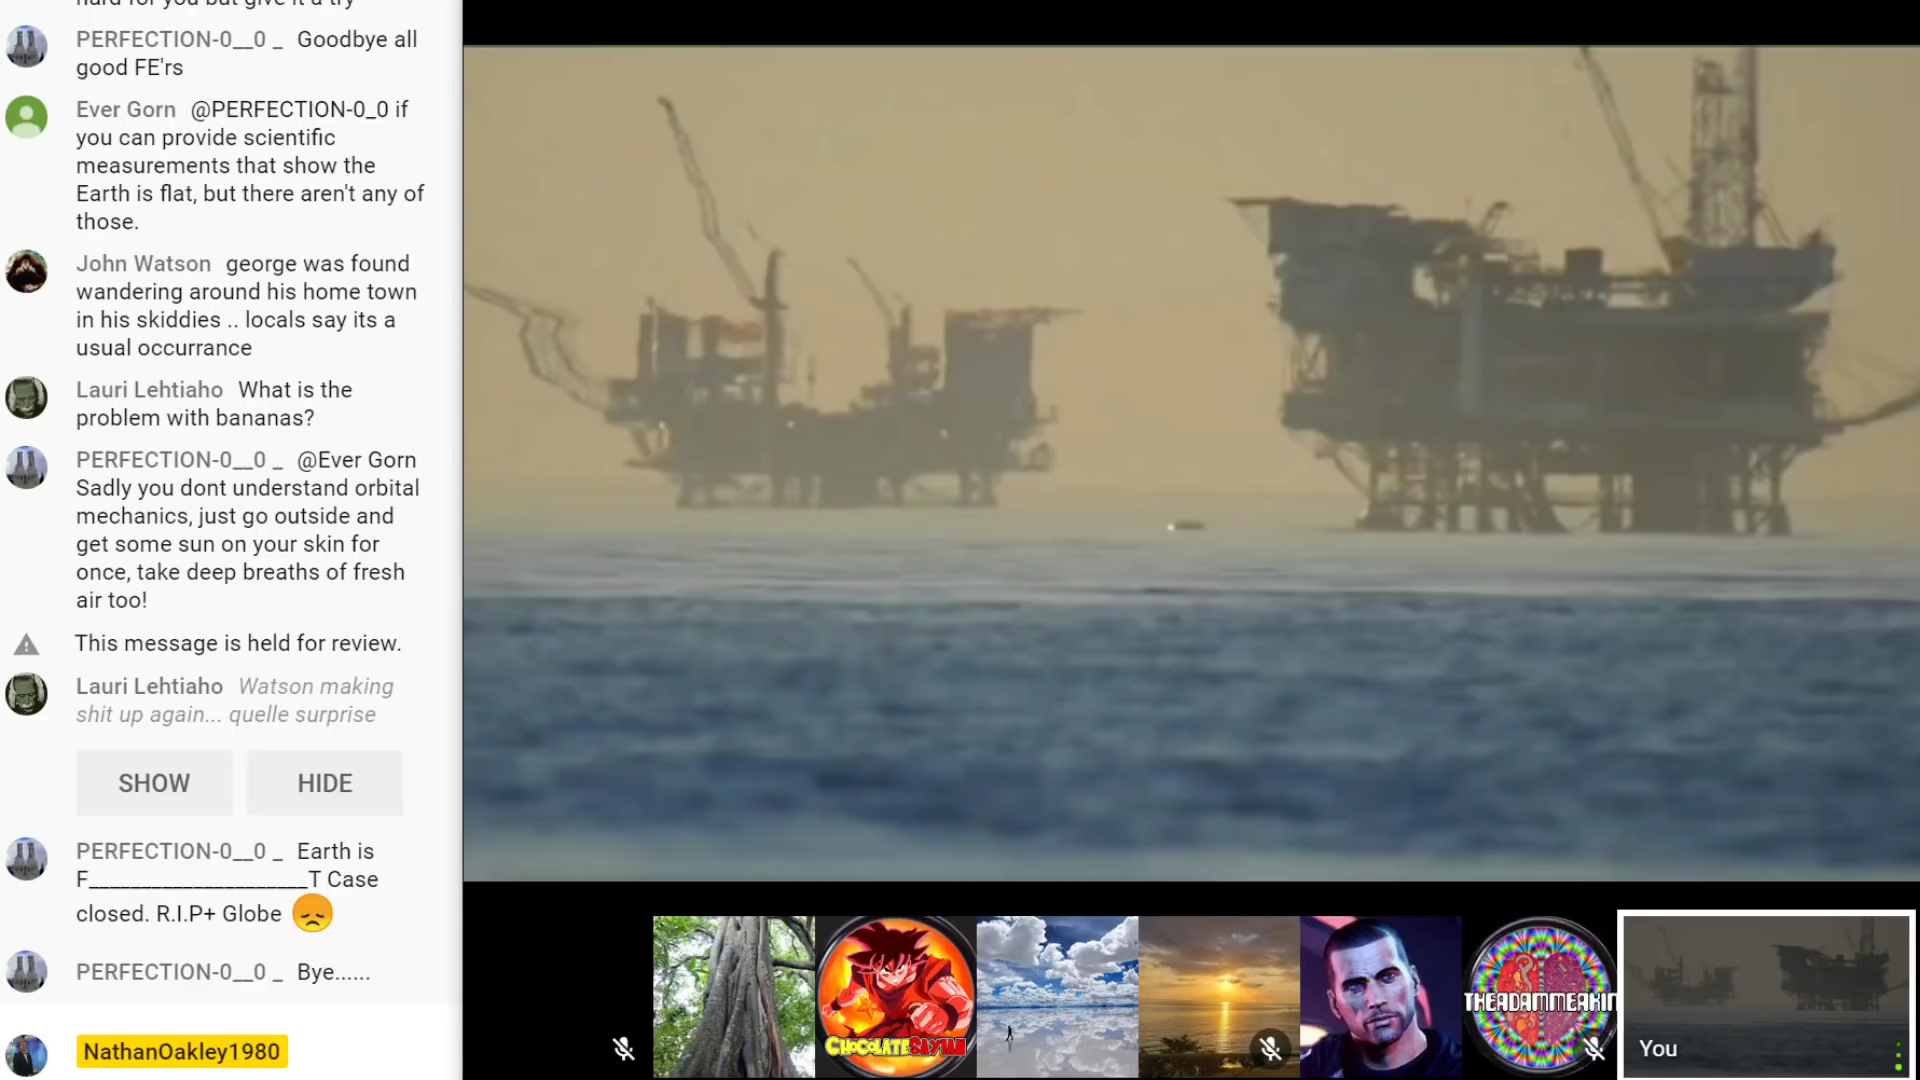 PERFECTION-0__0 _ Goodbye all
good FE'rs
Ever Gorn @PERFECTION-0_0 if
you can provide scientific
measurements that show the
Earth is flat, but there aren't any of
those.
John Watson george was found
wandering around his home town
in his skiddies .. locals say its a
usual occurrance
Lauri Lehtiaho What is the
problem with bananas?
PERFECTION-0__0 _ @Ever Gorn
Sadly you dont understand orbital
mechanics, just go outside and
get some sun on your skin for
once, take deep breaths of fresh
air too!
This message is held for review.
Lauri Lehtiaho Watson making
shit up again... quelle surprise
SHOW HIDE
PERFECTION-0__0 _ Earth is
F____________________T Case
closed. R.I.P+ Globe 😞
PERFECTION-0__0 _ Bye......
NathanOakley1980
CHOCOLATE SAYIAN
THEADAMMEAKIN
You